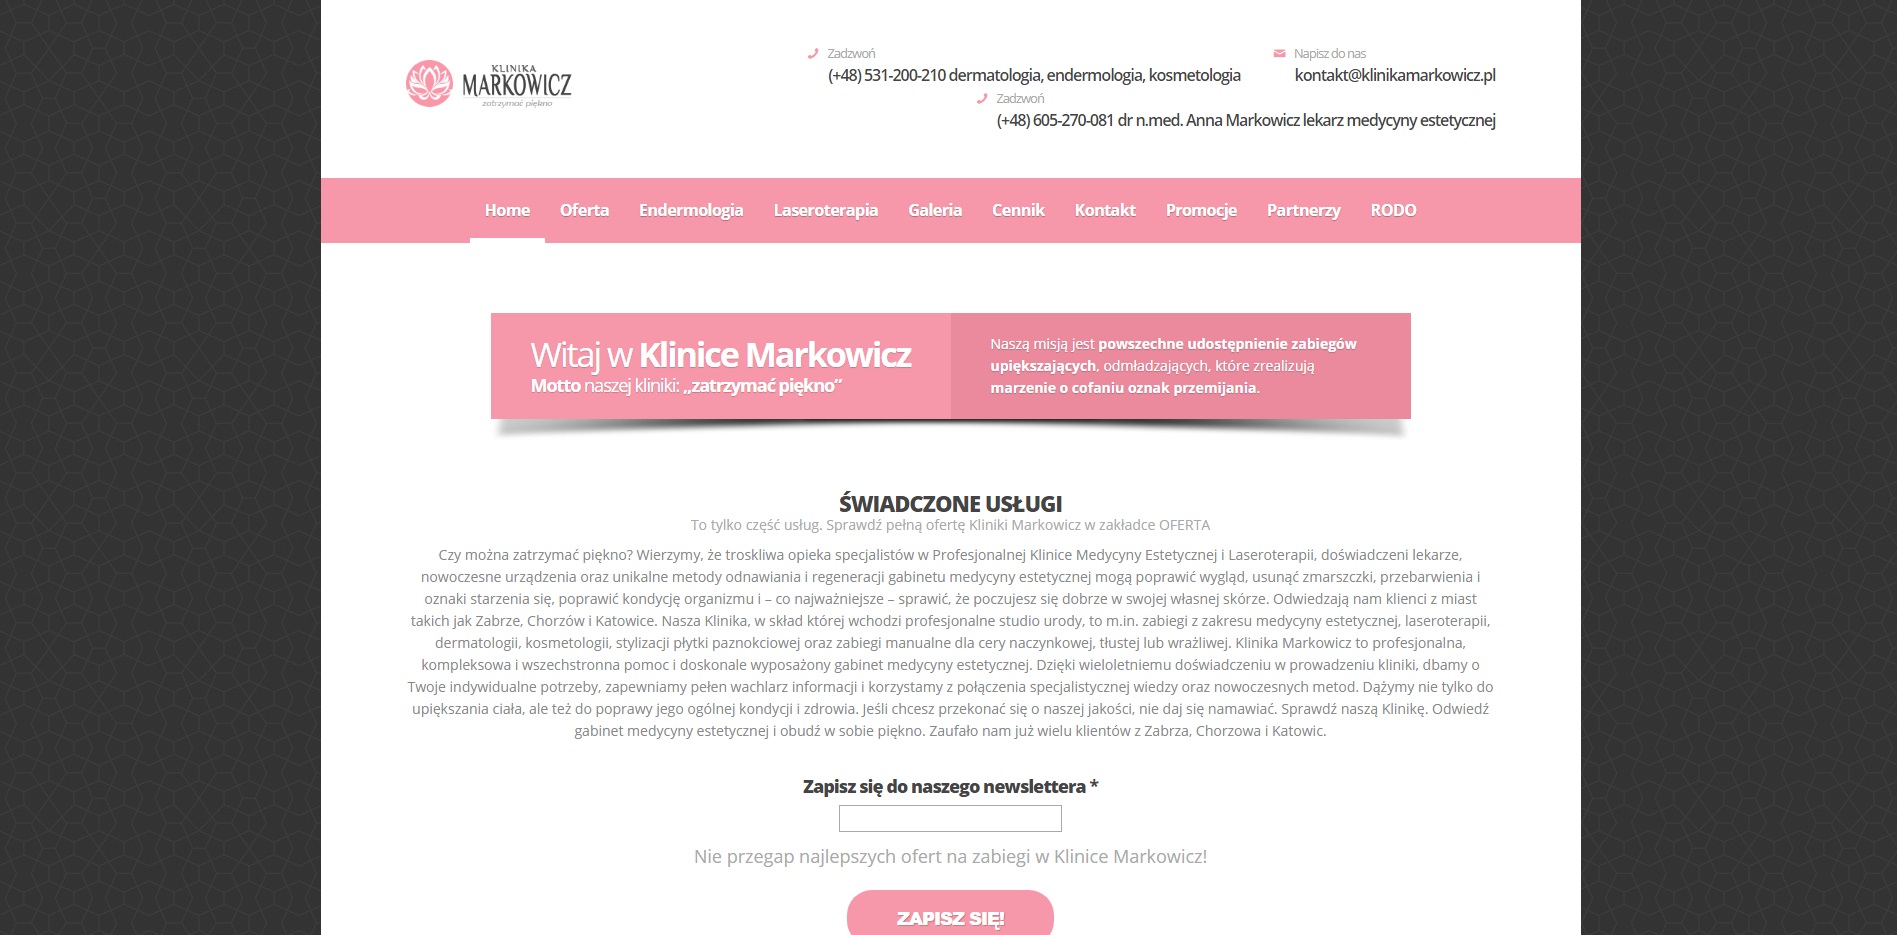 KLINIKA
MARKOWICZ
zatrzymać piękno
Zadzwoń
(+48) 531-200-210 dermatologia, endermologia, kosmetologia
Napisz do nas
kontakt@klinikamarkowicz.pl
Zadzwoń
(+48) 605-270-081 dr n.med. Anna Markowicz lekarz medycyny estetycznej
Home Oferta Endermologia Laseroterapia Galeria Cennik Kontakt Promocje Partnerzy RODO
Witaj w Klinice Markowicz
Motto naszej kliniki: „zatrzymać piękno”
Naszą misją jest powszechne udostępnienie zabiegów
upiększających, odmładzających, które zrealizują
marzenie o cofaniu oznak przemijania.
ŚWIADCZONE USŁUGI
To tylko część usług. Sprawdź pełną ofertę Kliniki Markowicz w zakładce OFERTA
Czy można zatrzymać piękno? Wierzymy, że troskliwa opieka specjalistów w Profesjonalnej Klinice Medycyny Estetycznej i Laseroterapii, doświadczeni lekarze,
nowoczesne urządzenia oraz unikalne metody odnawiania i regeneracji gabinetu medycyny estetycznej mogą poprawić wygląd, usunąć zmarszczki, przebarwienia i
oznaki starzenia się, poprawić kondycję organizmu i – co najważniejsze – sprawić, że poczujesz się dobrze w swojej własnej skórze. Odwiedzają nam klienci z miast
takich jak Zabrze, Chorzów i Katowice. Nasza Klinika, w skład której wchodzi profesjonalne studio urody, to m.in. zabiegi z zakresu medycyny estetycznej, laseroterapii,
dermatologii, kosmetologii, stylizacji płytki paznokciowej oraz zabiegi manualne dla cery naczynkowej, tłustej lub wrażliwej. Klinika Markowicz to profesjonalna,
kompleksowa i wszechstronna pomoc i doskonale wyposażony gabinet medycyny estetycznej. Dzięki wieloletniemu doświadczeniu w prowadzeniu kliniki, dbamy o
Twoje indywidualne potrzeby, zapewniamy pełen wachlarz informacji i korzystamy z połączenia specjalistycznej wiedzy oraz nowoczesnych metod. Dążymy nie tylko do
upiększania ciała, ale też do poprawy jego ogólnej kondycji i zdrowia. Jeśli chcesz przekonać się o naszej jakości, nie daj się namawiać. Sprawdź naszą Klinikę. Odwiedź
gabinet medycyny estetycznej i obudź w sobie piękno. Zaufało nam już wielu klientów z Zabrza, Chorzowa i Katowic.
Zapisz się do naszego newslettera *
Nie przegap najlepszych ofert na zabiegi w Klinice Markowicz!
ZAPISZ SIĘ!